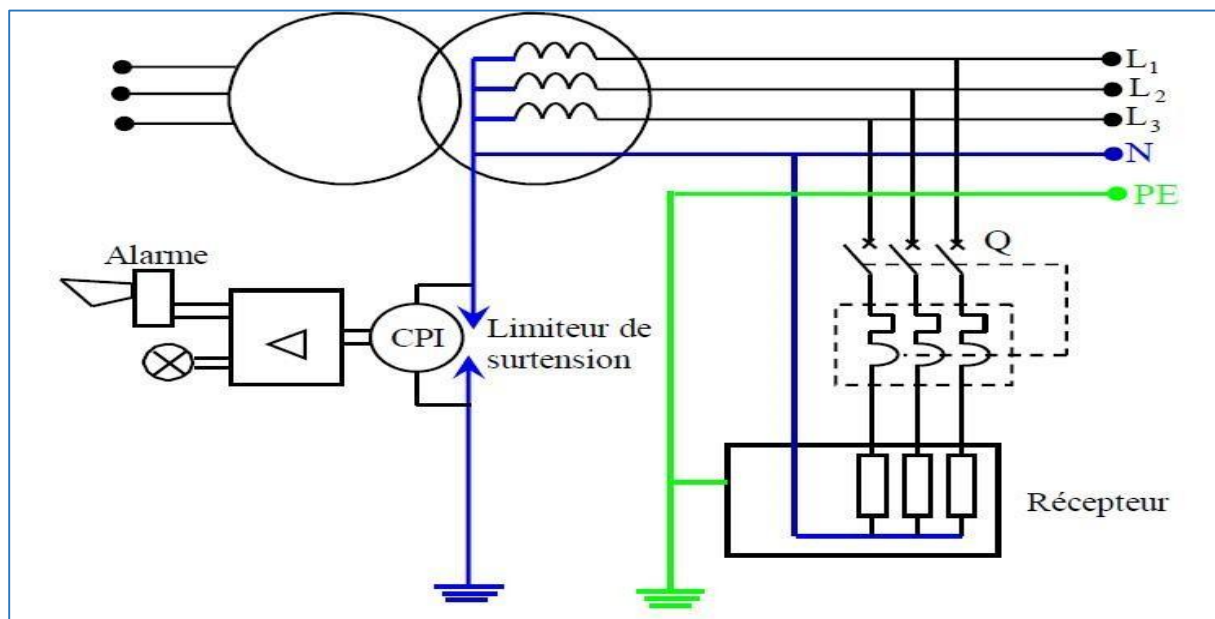 L₁
L₂
L₃
N
PE
Q
Alarme
CPI
Limiteur de
surtension
Récepteur